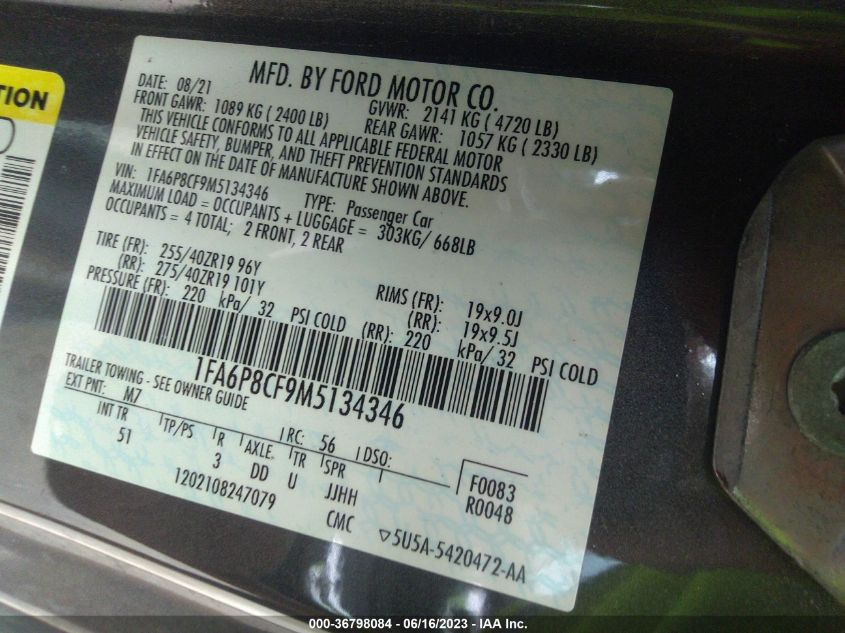 TION
MFD. BY FORD MOTOR CO.
DATE: 08/21 GVWR: 2141 KG ( 4720 LB)
FRONT GAWR: 1089 KG ( 2400 LB) REAR GAWR: 1057 KG ( 2330 LB)
THIS VEHICLE CONFORMS TO ALL APPLICABLE FEDERAL MOTOR
VEHICLE SAFETY, BUMPER, AND THEFT PREVENTION STANDARDS
IN EFFECT ON THE DATE OF MANUFACTURE SHOWN ABOVE.
VIN: 1FA6P8CF9M5134346 TYPE: Passenger Car
MAXIMUM LOAD = OCCUPANTS + LUGGAGE = 303KG/ 668LB
OCCUPANTS = 4 TOTAL; 2 FRONT, 2 REAR
TIRE (FR): 255/40ZR19 96Y RIMS (FR): 19x9.0J
(RR): 275/40ZR19 101Y (RR): 19x9.5J
PRESSURE (FR): 220 kPa/ 32 PSI COLD (RR): 220 kPa/ 32 PSI COLD
1FA6P8CF9M5134346
TRAILER TOWING - SEE OWNER GUIDE
EXT PNT: M7 RC: 56 DSO:
INT TR TP/PS R AXLE TR SPR F0083
51 3 DD U JJHH R0048
1202108247079 CMC ▽5U5A-5420472-AA
000-36798084 - 06/16/2023 - IAA Inc.